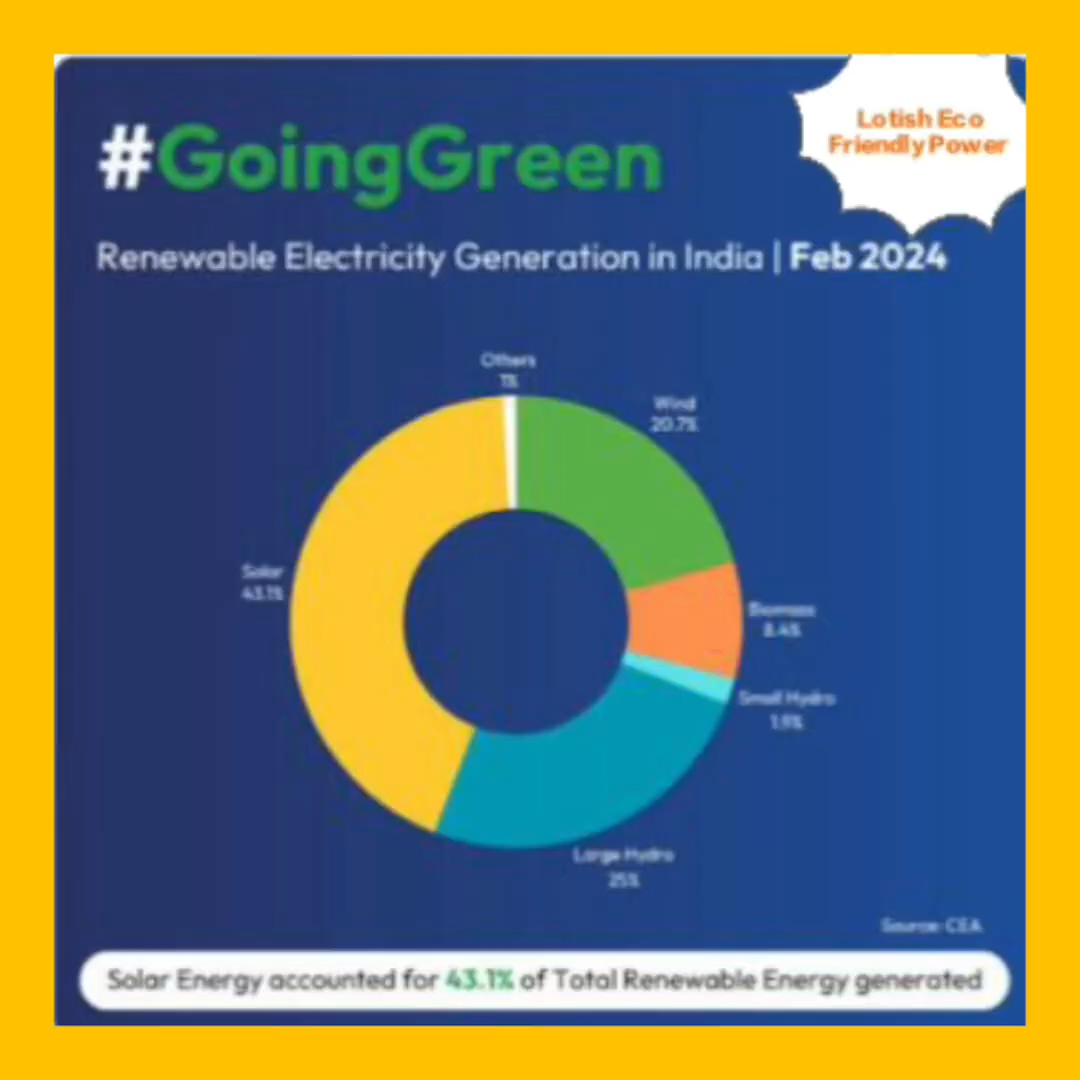 Lotish Eco
Friendly Power
#GoingGreen
Renewable Electricity Generation in India | Feb 2024
Others
1%
Wind
20.7%
Solar
43.1%
Biomass
8.4%
Small Hydro
1.9%
Large Hydro
25%
Source: CEA
Solar Energy accounted for 43.1% of Total Renewable Energy generated